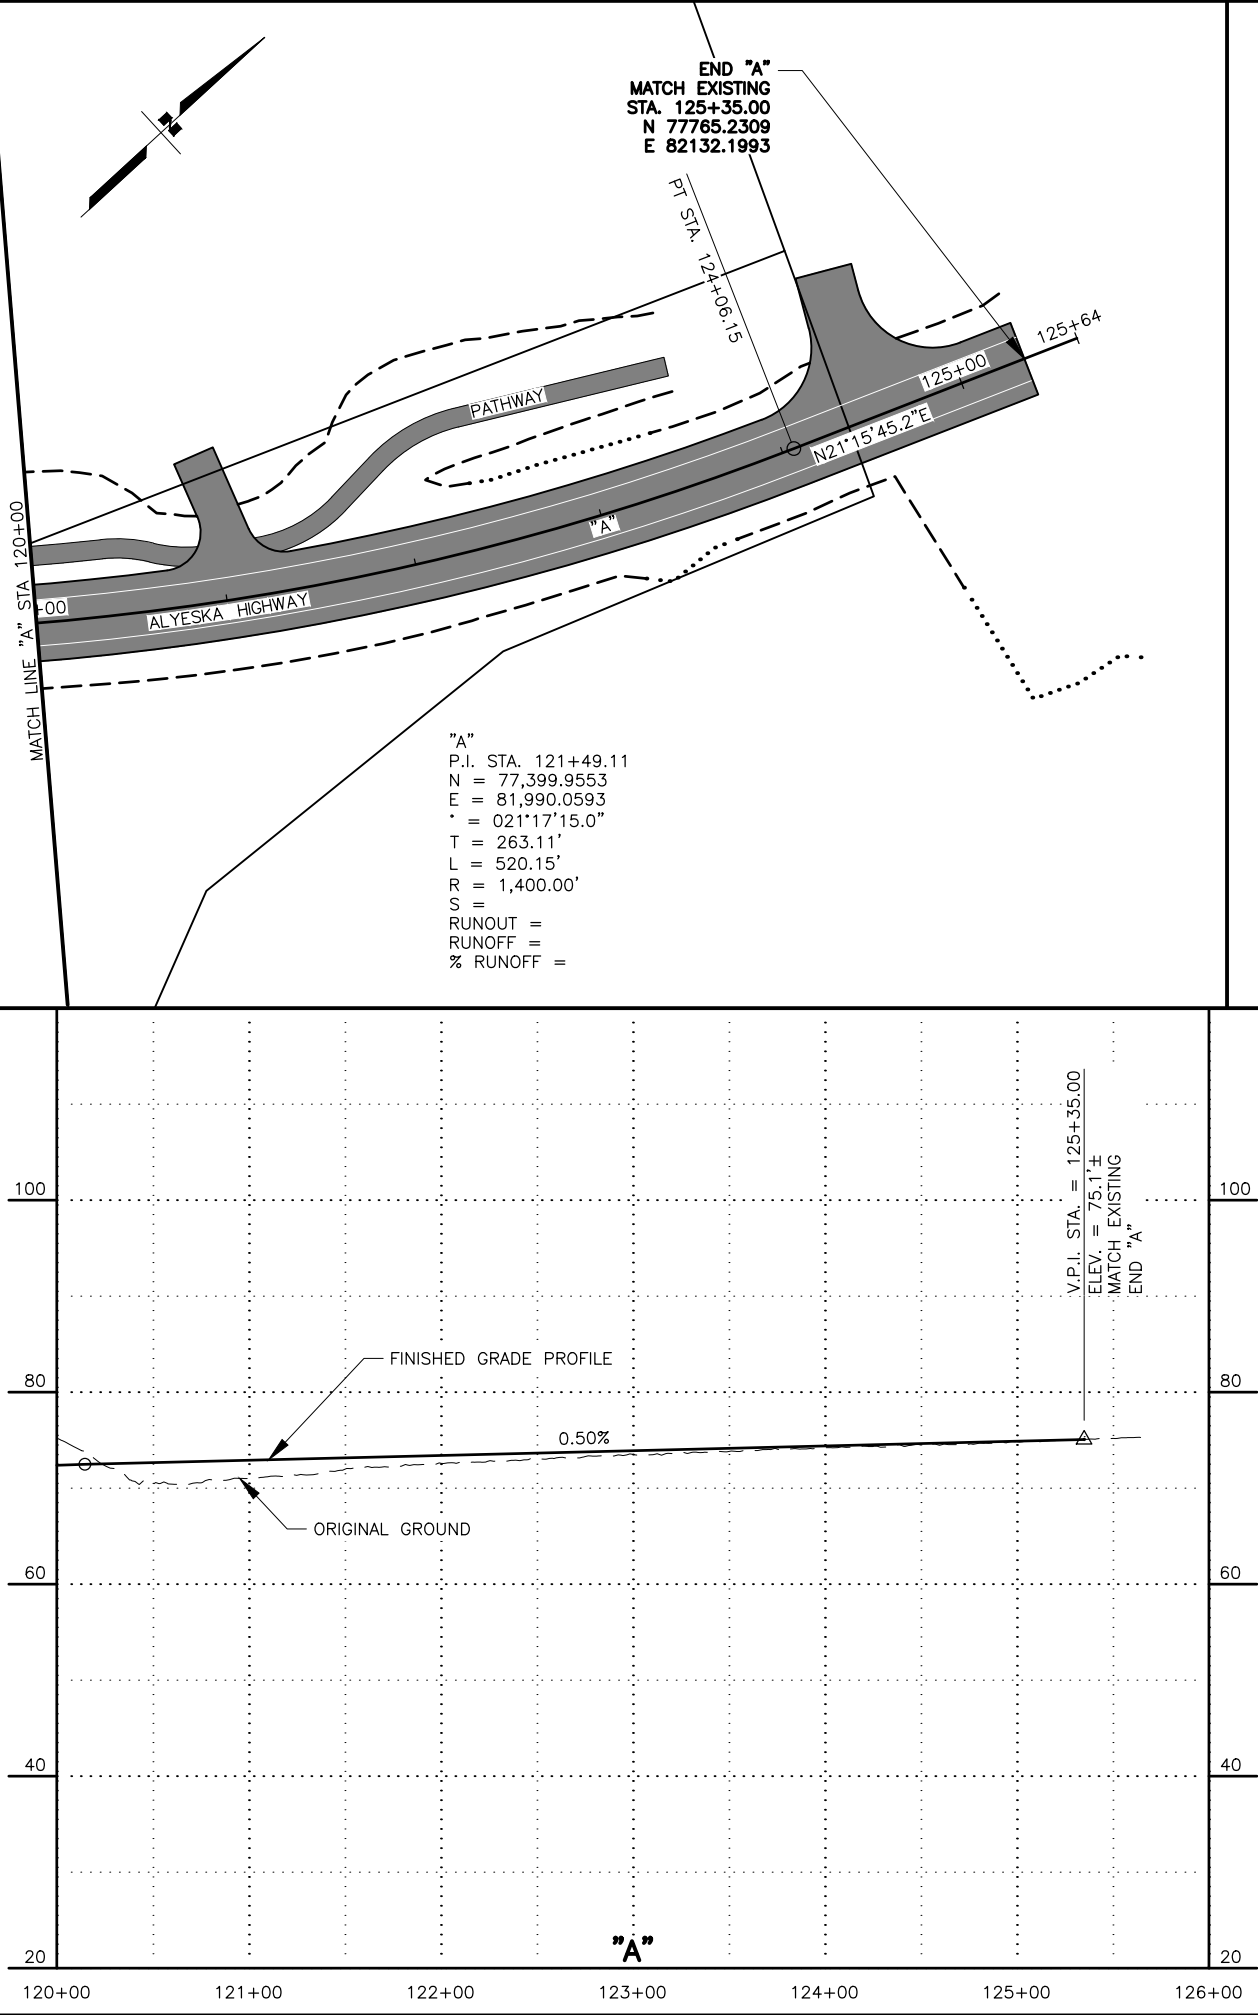 N
END "A"
MATCH EXISTING
STA. 125+35.00
N 77765.2309
E 82132.1993
PT STA. 124+06.15
125+64
125+00
N21°15'45.2"E
PATHWAY
"A"
ALYESKA HIGHWAY
+00
MATCH LINE "A" STA 120+00
"A"
P.I. STA. 121+49.11
N = 77,399.9553
E = 81,990.0593
° = 021°17'15.0"
T = 263.11'
L = 520.15'
R = 1,400.00'
S =
RUNOUT =
RUNOFF =
% RUNOFF =
V.P.I. STA. = 125+35.00
ELEV. = 75.1'±
MATCH EXISTING
END "A"
100 100
80 80
FINISHED GRADE PROFILE
0.50%
ORIGINAL GROUND
60 60
40 40
20 20
"A"
120+00 121+00 122+00 123+00 124+00 125+00 126+00